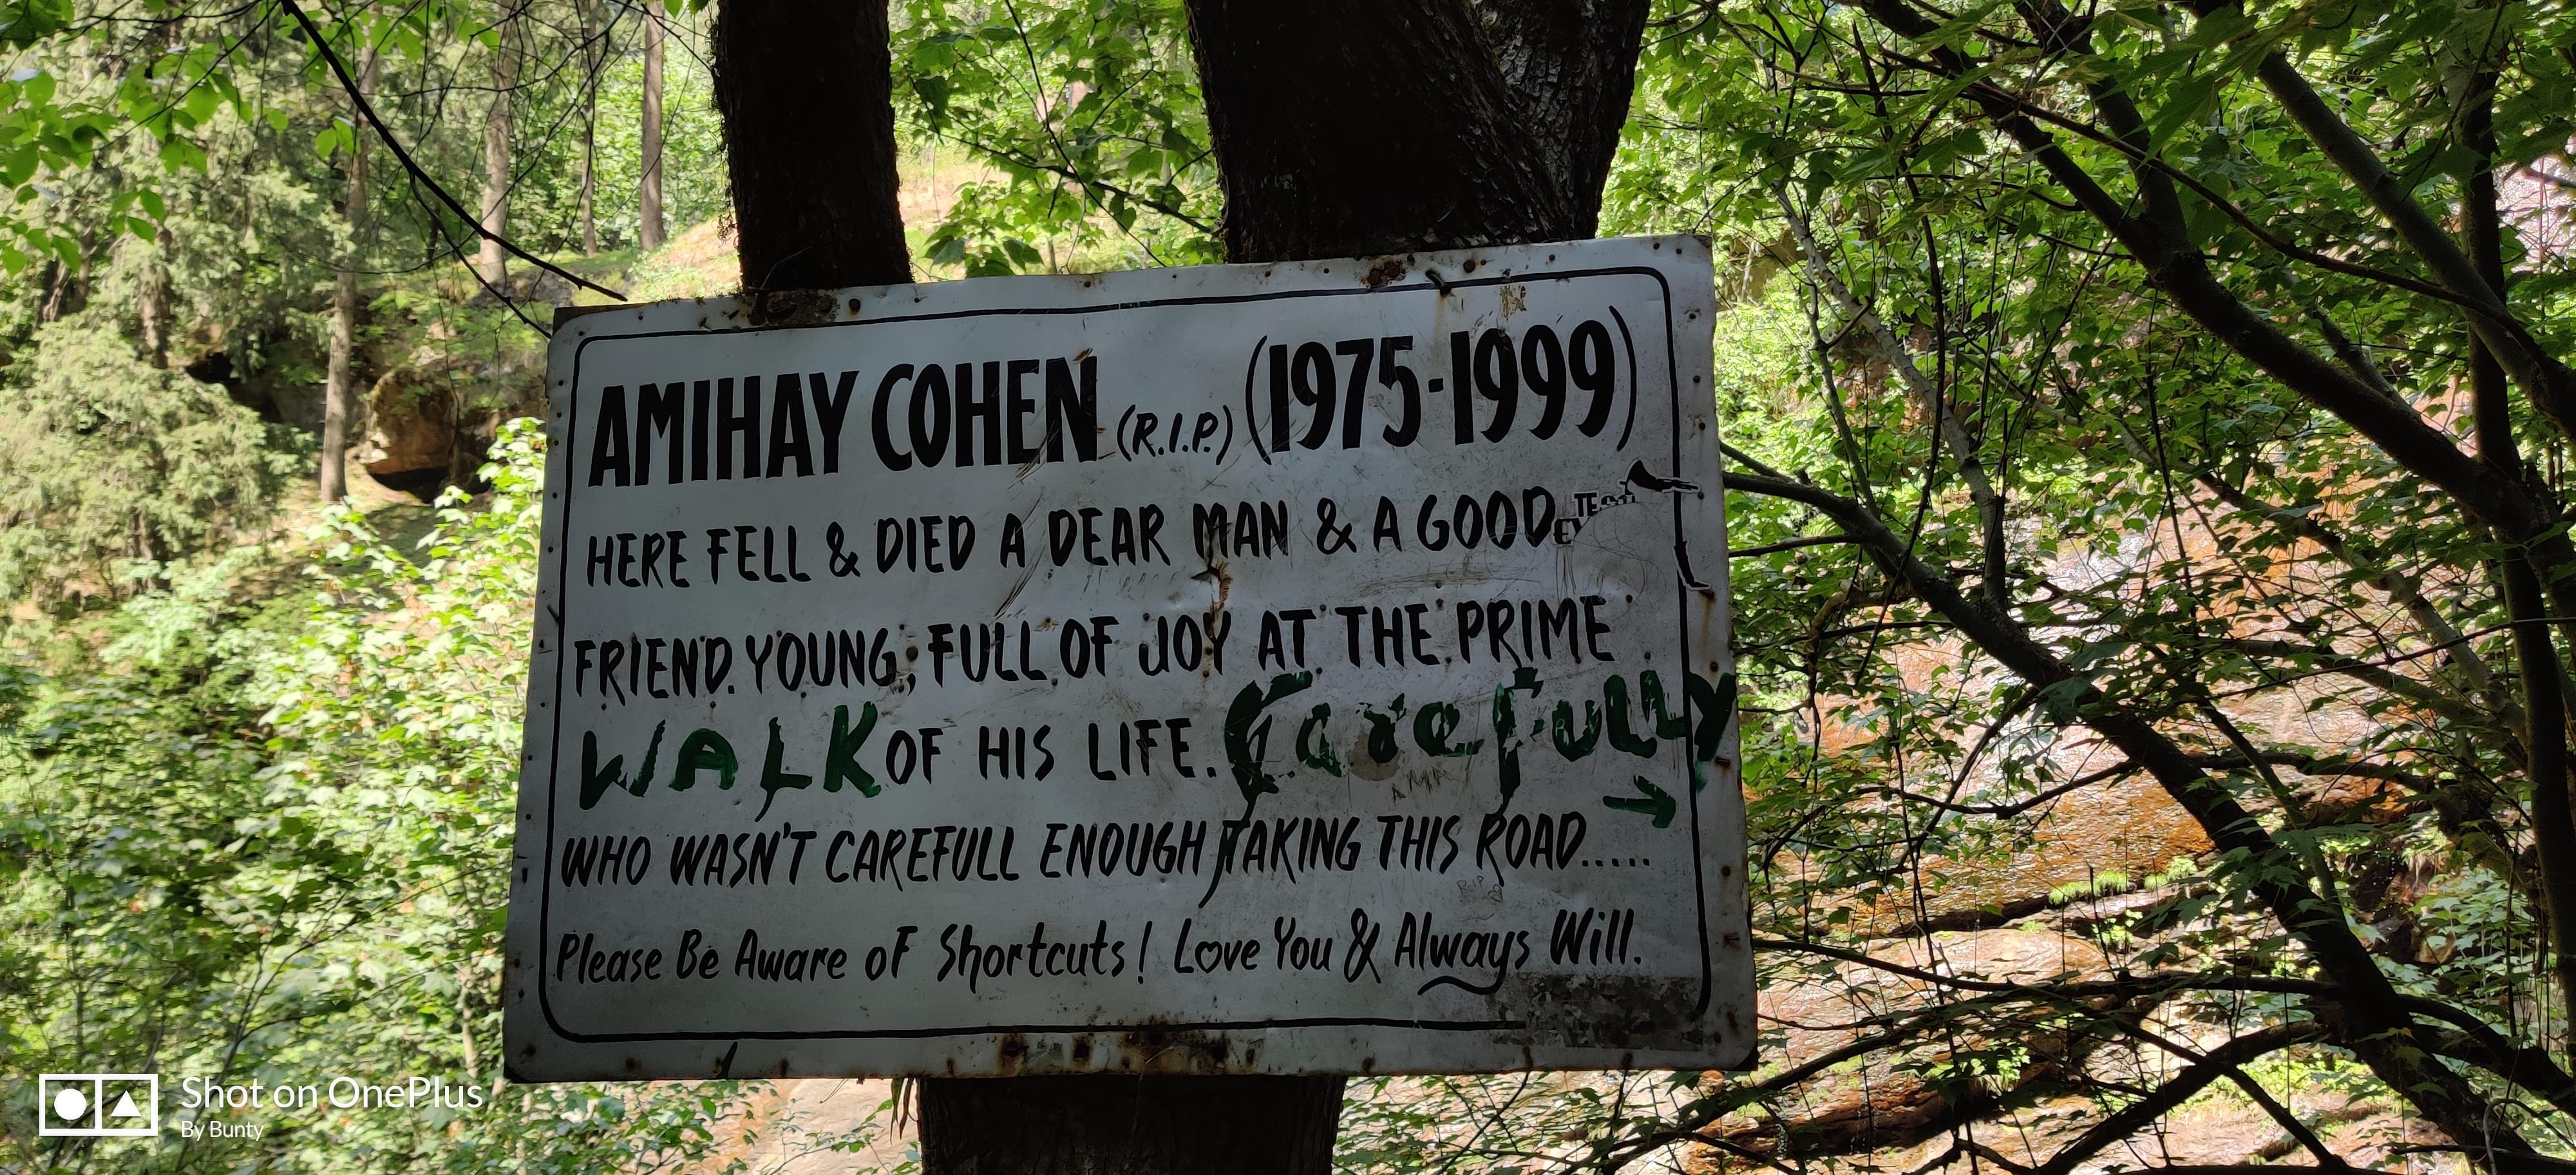 AMIHAY COHEN (R.I.P.) (1975-1999)
HERE FELL & DIED A DEAR MAN & A GOOD
FRIEND. YOUNG, FULL OF JOY AT THE PRIME
WALK OF HIS LIFE. Carefully
→
WHO WASN'T CAREFULL ENOUGH TAKING THIS ROAD.....
Please Be Aware of Shortcuts! Love You & Always Will.
Shot on OnePlus
By Bunty